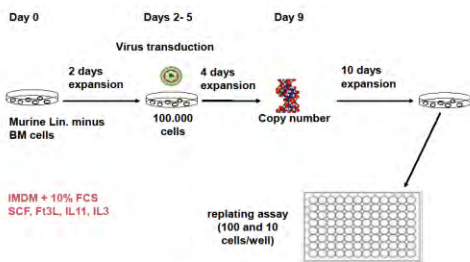 Day 0
Days 2- 5
Day 9
Virus transduction
2 days
expansion
4 days
expansion
10 days
expansion
Murine Lin. minus
BM cells
100.000
cells
Copy number
IMDM + 10% FCS
SCF, Ft3L, IL11, IL3
replating assay
(100 and 10
cells/well)